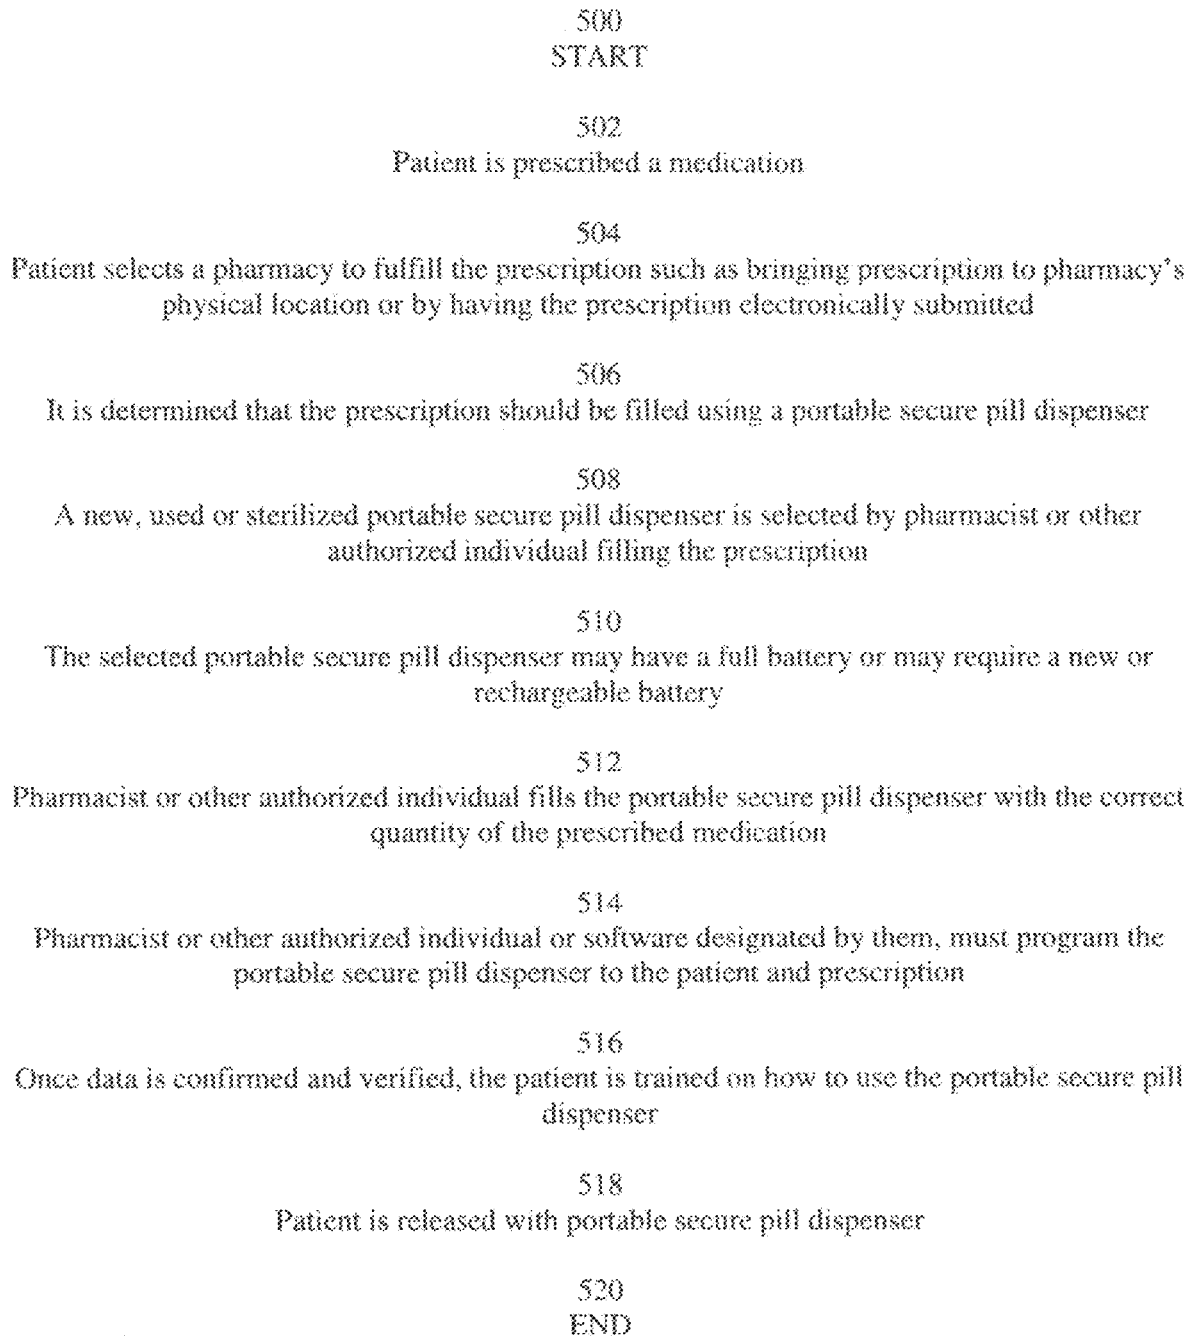 500
START
502
Patient is prescribed a medication
504
Patient selects a pharmacy to fulfill the prescription such as bringing prescription to pharmacy's
physical location or by having the prescription electronically submitted
506
It is determined that the prescription should be filled using a portable secure pill dispenser
508
A new, used or sterilized portable secure pill dispenser is selected by pharmacist or other
authorized individual filling the prescription
510
The selected portable secure pill dispenser may have a full battery or may require a new or
rechargeable battery
512
Pharmacist or other authorized individual fills the portable secure pill dispenser with the correct
quantity of the prescribed medication
514
Pharmacist or other authorized individual or software designated by them, must program the
portable secure pill dispenser to the patient and prescription
516
Once data is confirmed and verified, the patient is trained on how to use the portable secure pill
dispenser
518
Patient is released with portable secure pill dispenser
520
END